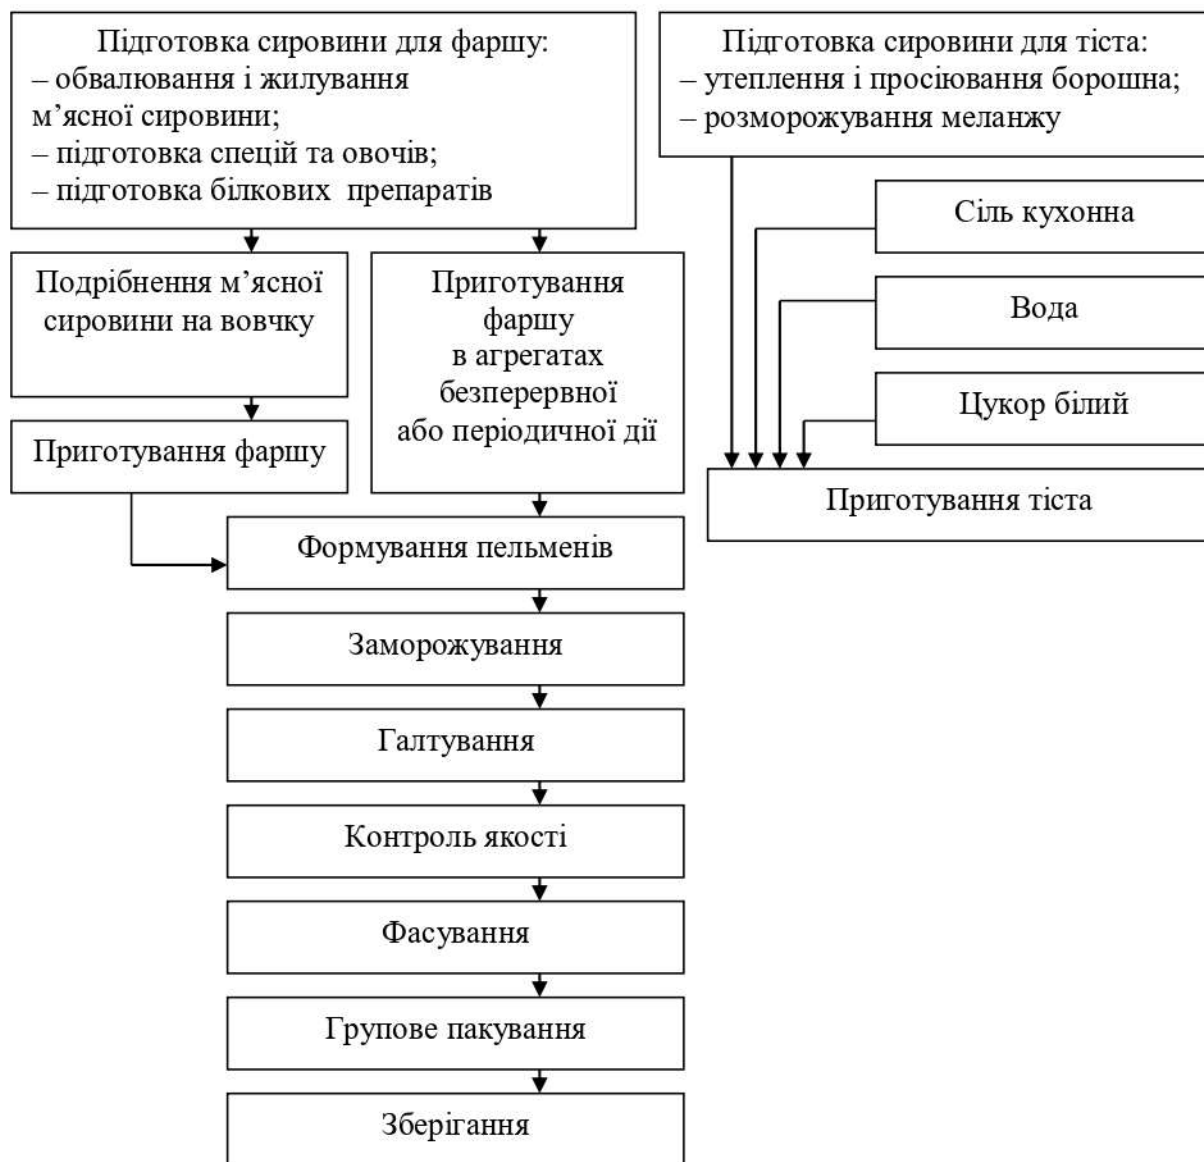 Підготовка сировини для фаршу:
– обвалювання і жилування
м’ясної сировини;
– підготовка спецій та овочів;
– підготовка білкових препаратів
Підготовка сировини для тіста:
– утеплення і просіювання борошна;
– розморожування меланжу
Сіль кухонна
Вода
Цукор білий
Подрібнення м’ясної
сировини на вовчку
Приготування
фаршу
в агрегатах
безперервної
або періодичної дії
Приготування фаршу
Приготування тіста
Формування пельменів
Заморожування
Галтування
Контроль якості
Фасування
Групове пакування
Зберігання